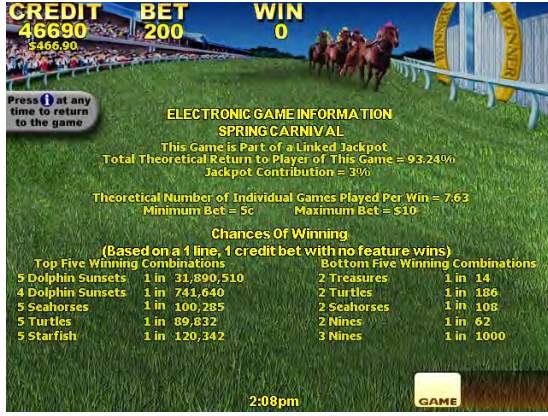 CREDIT BET WIN
46690 200 0
$466.90
WINNER WINNER
Press i at any
time to return
to the game
ELECTRONIC GAME INFORMATION
SPRING CARNIVAL
This Game is Part of a Linked Jackpot
Total Theoretical Return to Player of This Game = 93.24%
Jackpot Contribution = 3%
Theoretical Number of Individual Games Played Per Win = 7.63
Minimum Bet = 5c Maximum Bet = $10
Chances Of Winning
(Based on a 1 line, 1 credit bet with no feature wins)
Top Five Winning Combinations Bottom Five Winning Combinations
5 Dolphin Sunsets 1 in 31,890,510 2 Treasures 1 in 14
4 Dolphin Sunsets 1 in 741,640 2 Turtles 1 in 186
5 Seahorses 1 in 100,285 2 Seahorses 1 in 108
5 Turtles 1 in 89,832 2 Nines 1 in 62
5 Starfish 1 in 120,342 3 Nines 1 in 1000
2:08pm
GAME